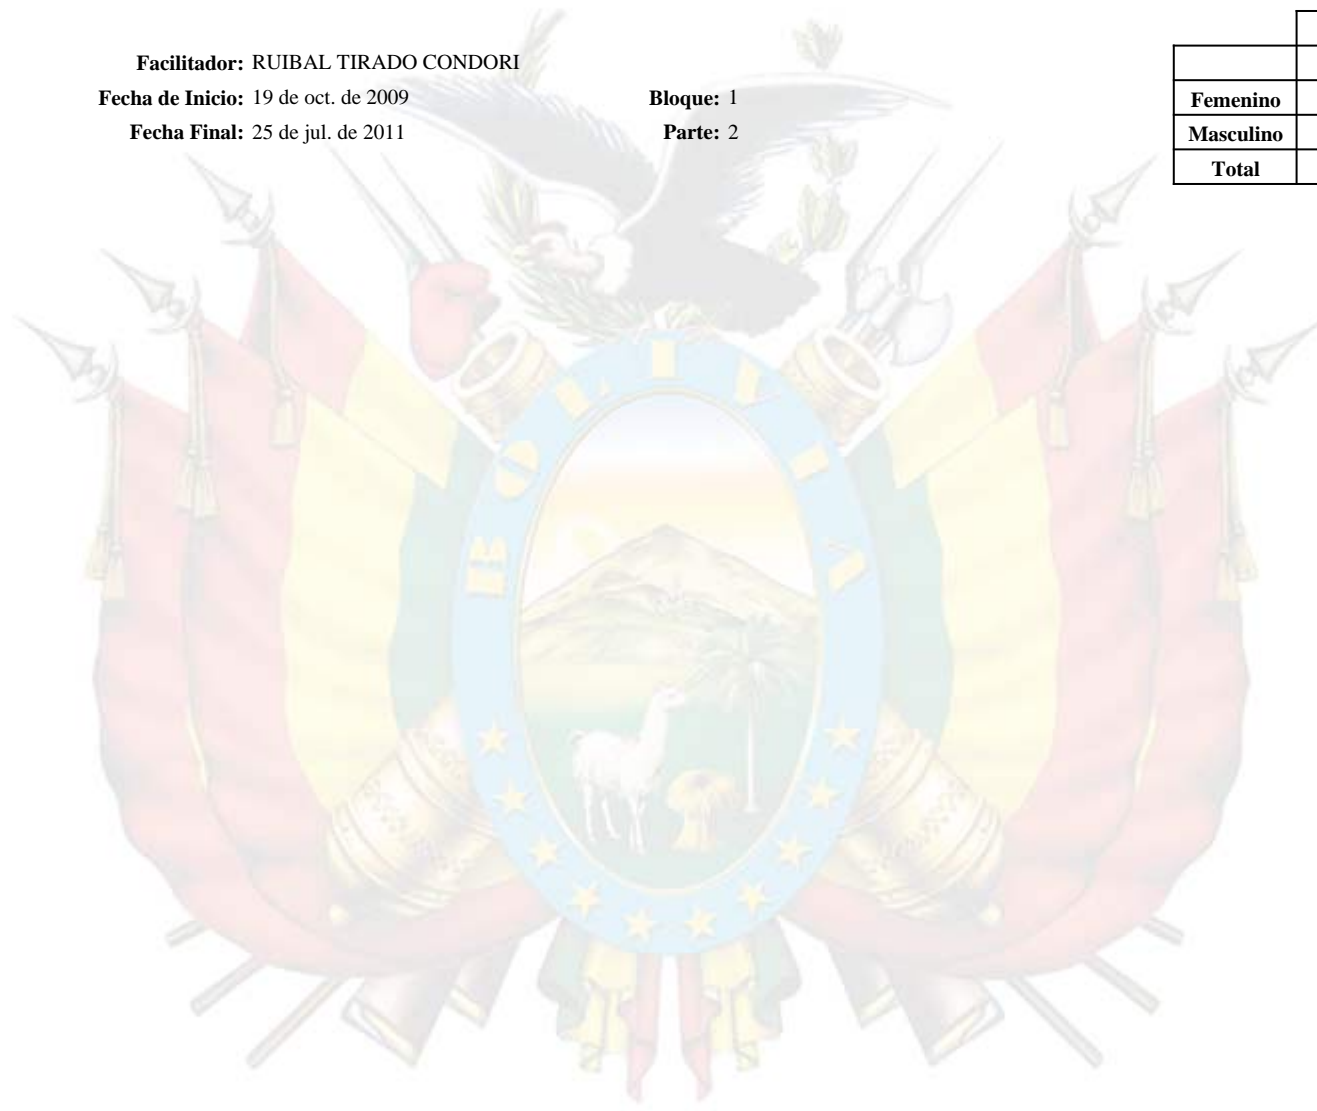 Facilitador: RUIBAL TIRADO CONDORI
Fecha de Inicio: 19 de oct. de 2009 Bloque: 1
Fecha Final: 25 de jul. de 2011 Parte: 2
Femenino
Masculino
Total
BOLIVIA